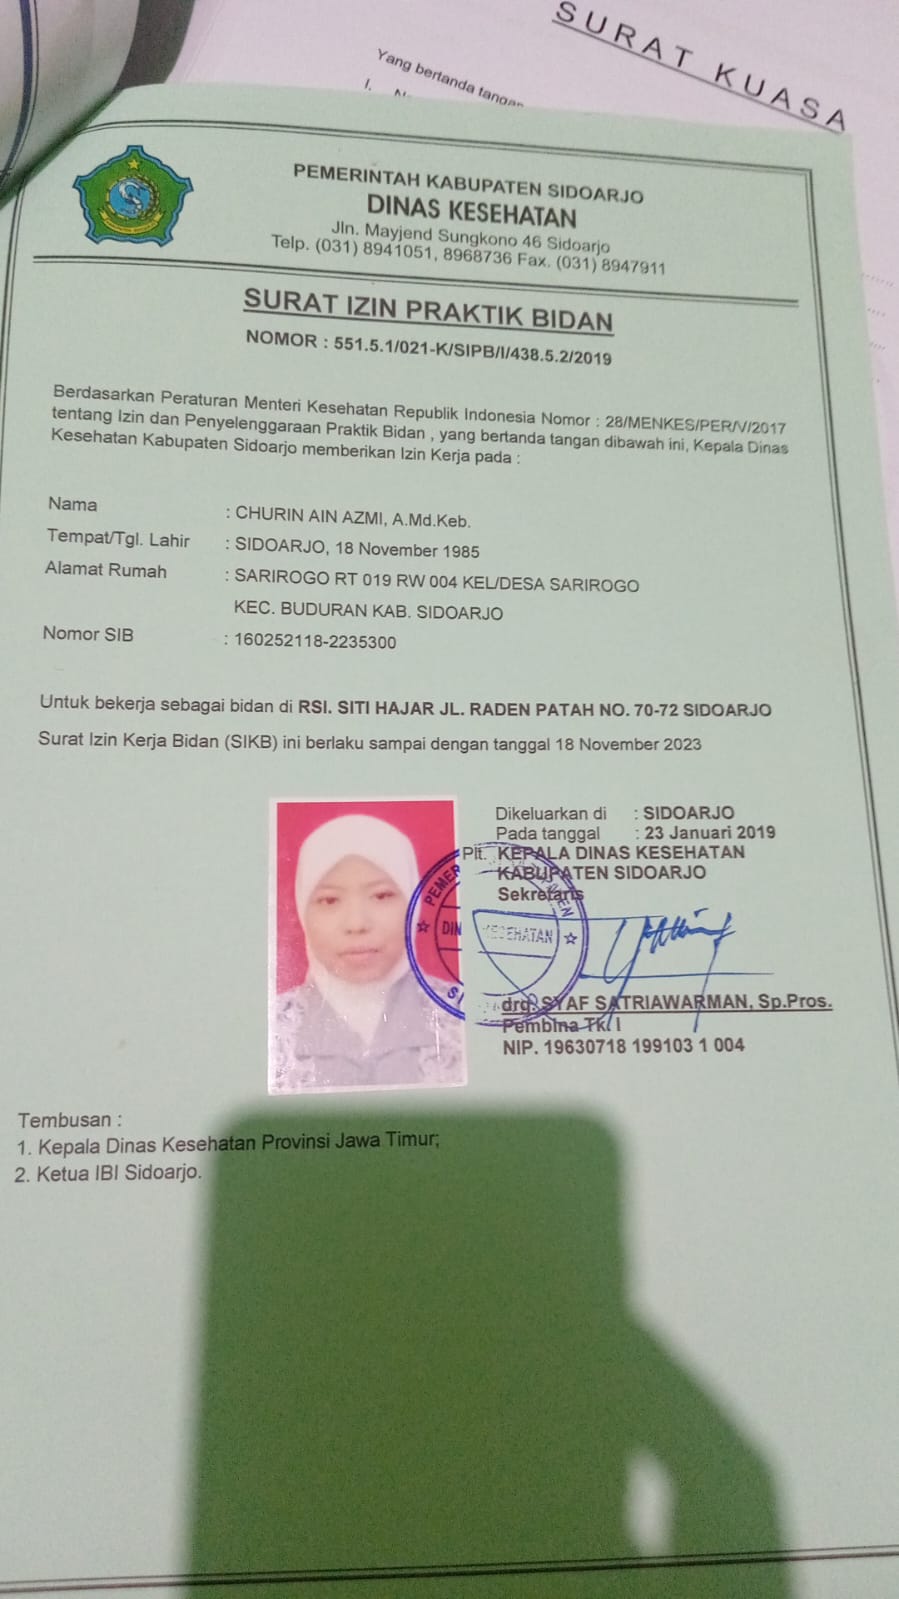 SURAT KUASA
Yang bertanda tangan
I.
PEMERINTAH KABUPATEN SIDOARJO
DINAS KESEHATAN
Jln. Mayjend Sungkono 46 Sidoarjo
Telp. (031) 8941051, 8968736 Fax. (031) 8947911
SURAT IZIN PRAKTIK BIDAN
NOMOR : 551.5.1/021-K/SIPB/I/438.5.2/2019
Berdasarkan Peraturan Menteri Kesehatan Republik Indonesia Nomor : 28/MENKES/PER/V/2017
tentang Izin dan Penyelenggaraan Praktik Bidan , yang bertanda tangan dibawah ini, Kepala Dinas
Kesehatan Kabupaten Sidoarjo memberikan Izin Kerja pada :
Nama : CHURIN AIN AZMI, A.Md.Keb.
Tempat/Tgl. Lahir : SIDOARJO, 18 November 1985
Alamat Rumah : SARIROGO RT 019 RW 004 KEL/DESA SARIROGO
KEC. BUDURAN KAB. SIDOARJO
Nomor SIB : 160252118-2235300
Untuk bekerja sebagai bidan di RSI. SITI HAJAR JL. RADEN PATAH NO. 70-72 SIDOARJO
Surat Izin Kerja Bidan (SIKB) ini berlaku sampai dengan tanggal 18 November 2023
Dikeluarkan di : SIDOARJO
Pada tanggal : 23 Januari 2019
Plt. KEPALA DINAS KESEHATAN
KABUPATEN SIDOARJO
Sekretaris
DIN KESEHATAN
drg. SYAF SATRIAWARMAN, Sp.Pros.
Pembina Tk. I
NIP. 19630718 199103 1 004
Tembusan :
1. Kepala Dinas Kesehatan Provinsi Jawa Timur;
2. Ketua IBI Sidoarjo.